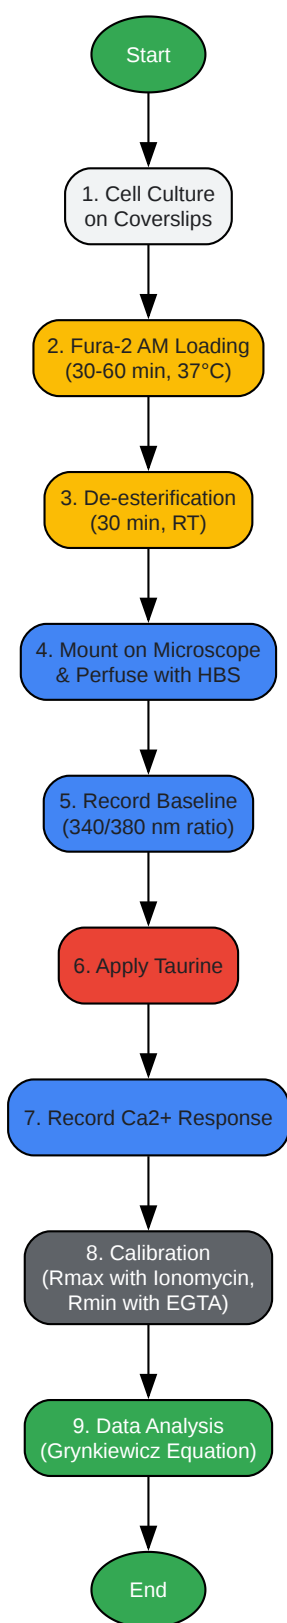 Start
1. Cell Culture
on Coverslips
2. Fura-2 AM Loading
(30-60 min, 37°C)
3. De-esterification
(30 min, RT)
4. Mount on Microscope
& Perfuse with HBS
5. Record Baseline
(340/380 nm ratio)
6. Apply Taurine
7. Record Ca2+ Response
8. Calibration
(Rmax with Ionomycin,
Rmin with EGTA)
9. Data Analysis
(Grynkiewicz Equation)
End